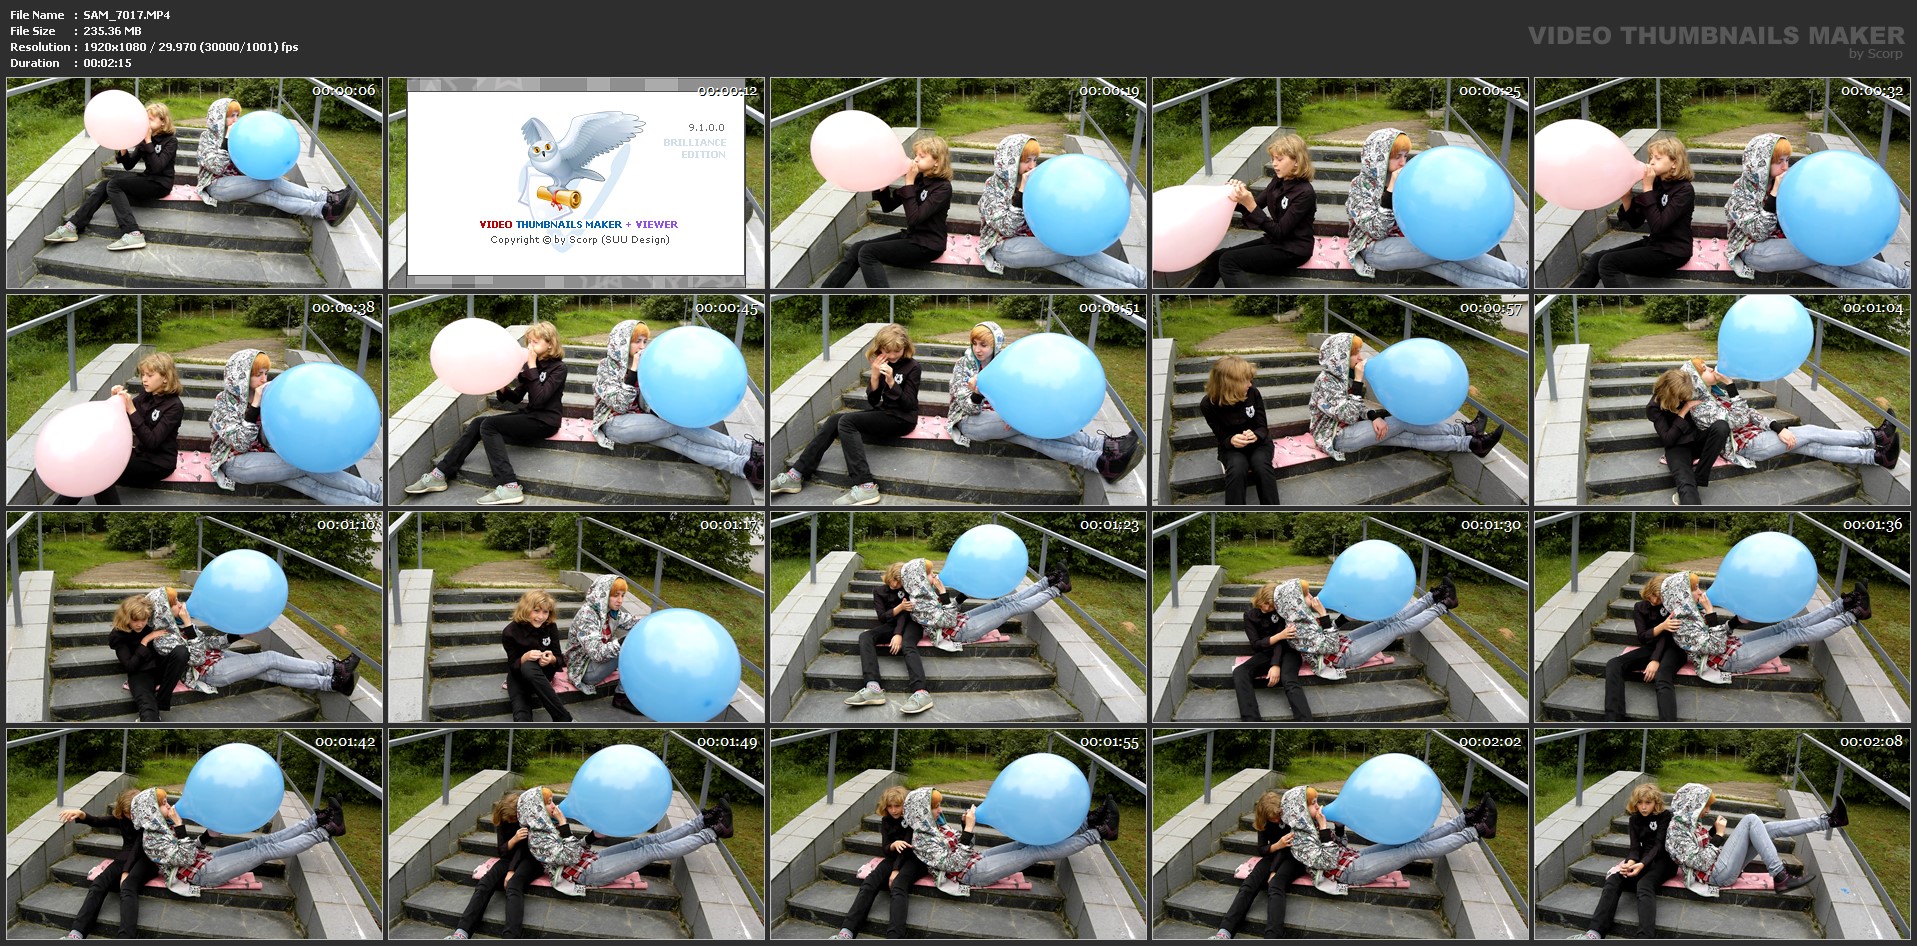 File Name : SAM_7017.MP4
File Size : 235.36 MB
Resolution : 1920x1080 / 29.970 (30000/1001) fps
Duration : 00:02:15
VIDEO THUMBNAILS MAKER
by Scorp
00:00:06
00:00:12
9.1.0.0
BRILLIANCE
EDITION
VIDEO THUMBNAILS MAKER + VIEWER
Copyright © by Scorp (SUU Design)
00:00:19
00:00:25
00:00:32
00:00:38
00:00:45
00:00:51
00:00:57
00:01:04
00:01:10
00:01:17
00:01:23
00:01:30
00:01:36
00:01:42
00:01:49
00:01:55
00:02:02
00:02:08